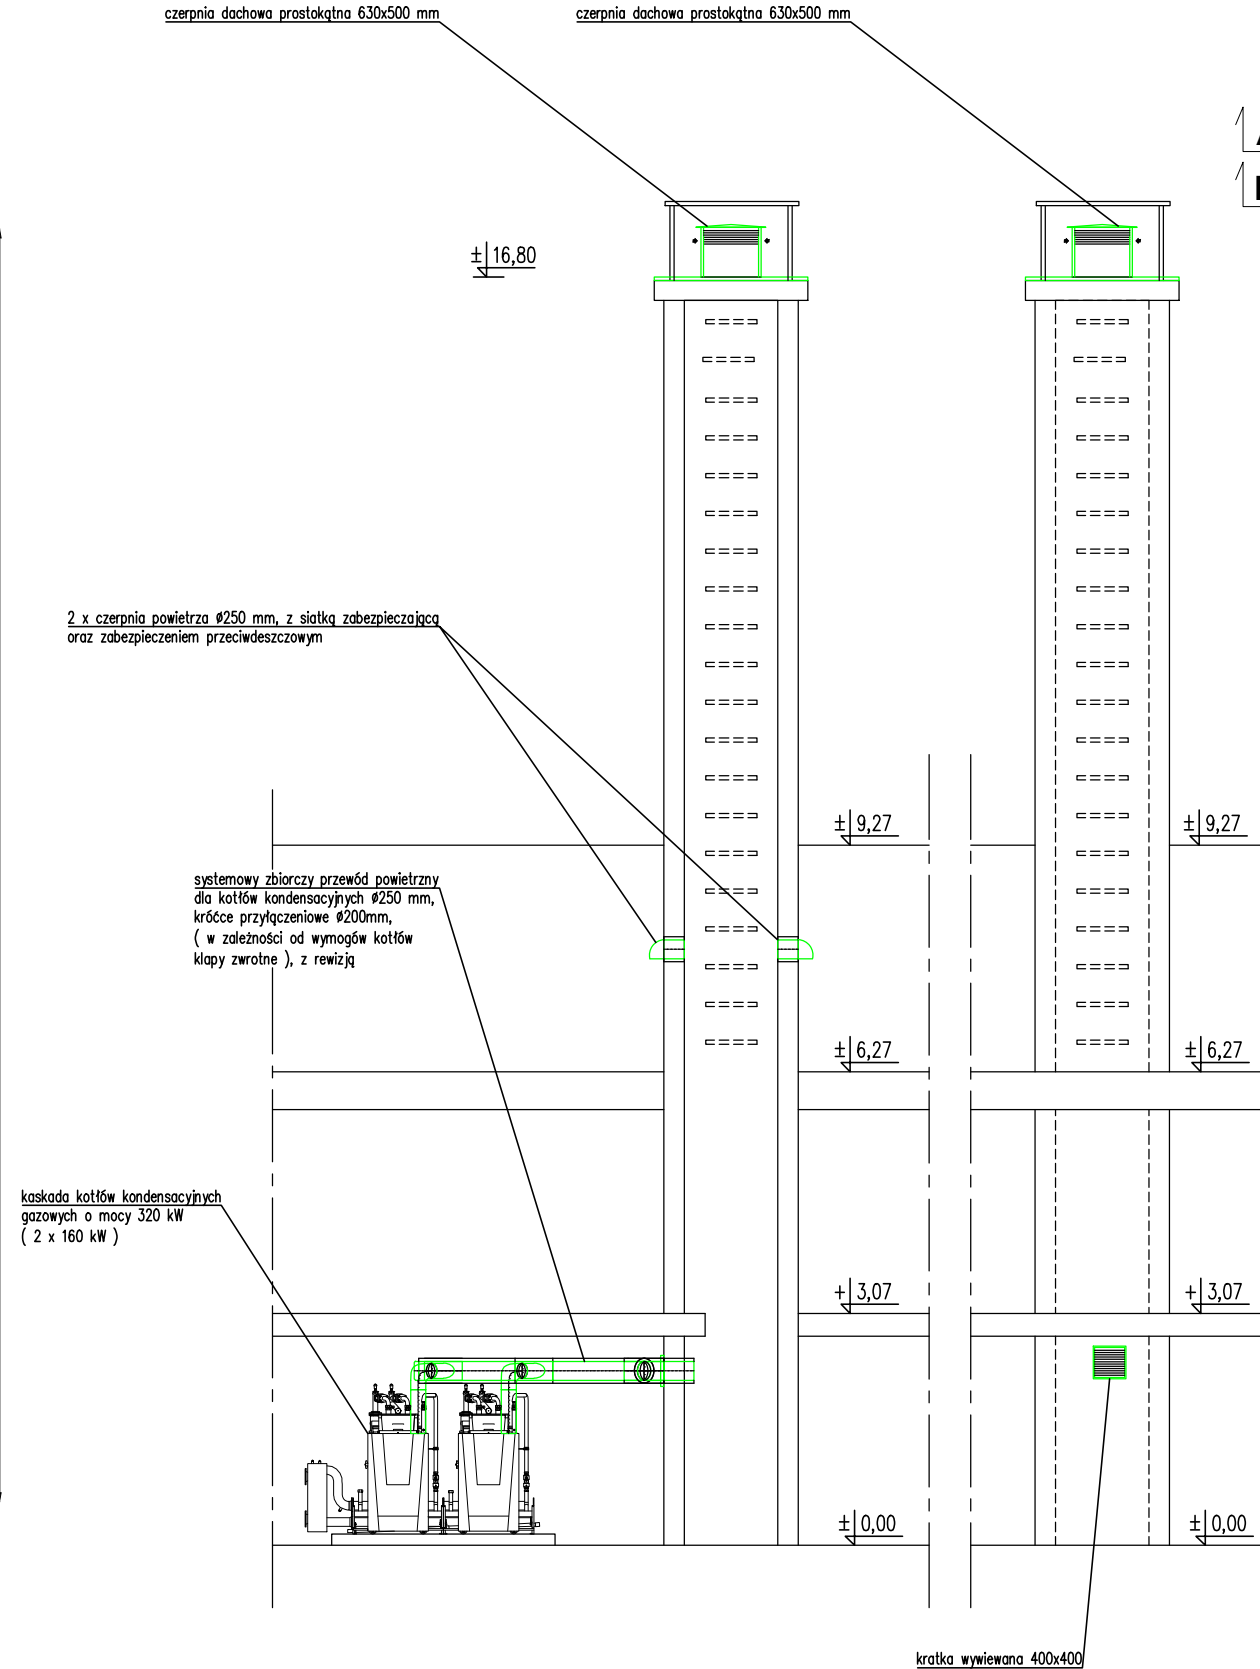 czerpnia dachowa prostokątna 630x500 mm
czerpnia dachowa prostokątna 630x500 mm
±16,80
2 x czerpnia powietrza Ø250 mm, z siatką zabezpieczającą
oraz zabezpieczeniem przeciwdeszczowym
±9,27
±9,27
systemowy zbiorczy przewód powietrzny
dla kotłów kondensacyjnych Ø250 mm,
króćce przyłączeniowe Ø200mm,
( w zależności od wymogów kotłów
klapy zwrotne ), z rewizją
±6,27
±6,27
kaskada kotłów kondensacyjnych
gazowych o mocy 320 kW
( 2 x 160 kW )
+3,07
+3,07
±0,00
±0,00
kratka wywiewana 400x400